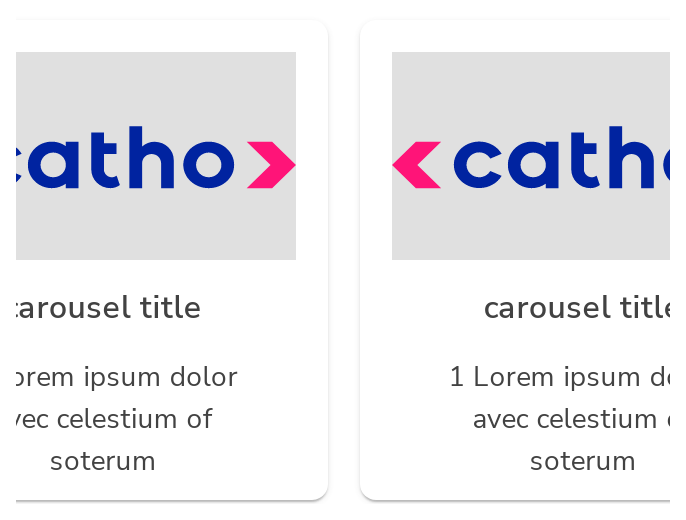 catho
carousel title
orem ipsum dolor
vec celestium of
soterum
catho
carousel title
1 Lorem ipsum do
avec celestium
soterum